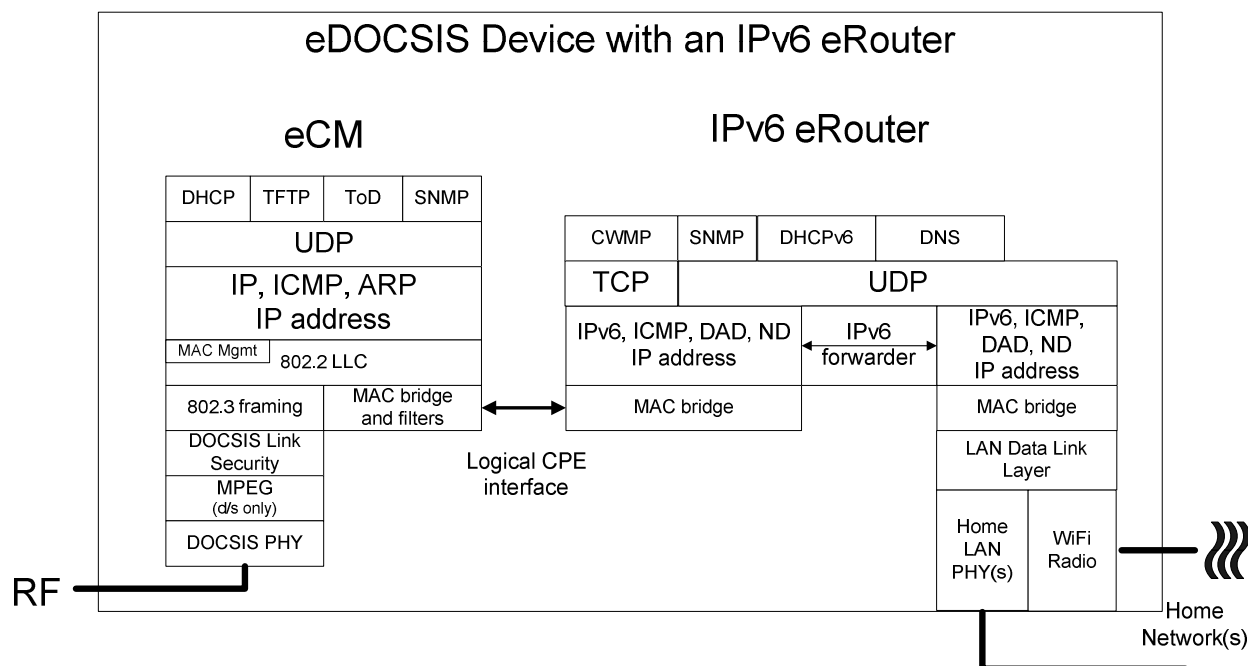 eDOCSIS Device with an IPv6 eRouter
eCM
IPv6 eRouter
DHCP
TFTP
ToD
SNMP
UDP
IP, ICMP, ARP
IP address
MAC Mgmt
802.2 LLC
802.3 framing
MAC bridge
and filters
DOCSIS Link
Security
MPEG
(d/s only)
DOCSIS PHY
RF
Logical CPE
interface
CWMP
SNMP
DHCPv6
DNS
TCP
UDP
IPv6, ICMP, DAD, ND
IP address
IPv6
forwarder
IPv6, ICMP,
DAD, ND
IP address
MAC bridge
MAC bridge
LAN Data Link
Layer
Home
LAN
PHY(s)
WiFi
Radio
Home
Network(s)